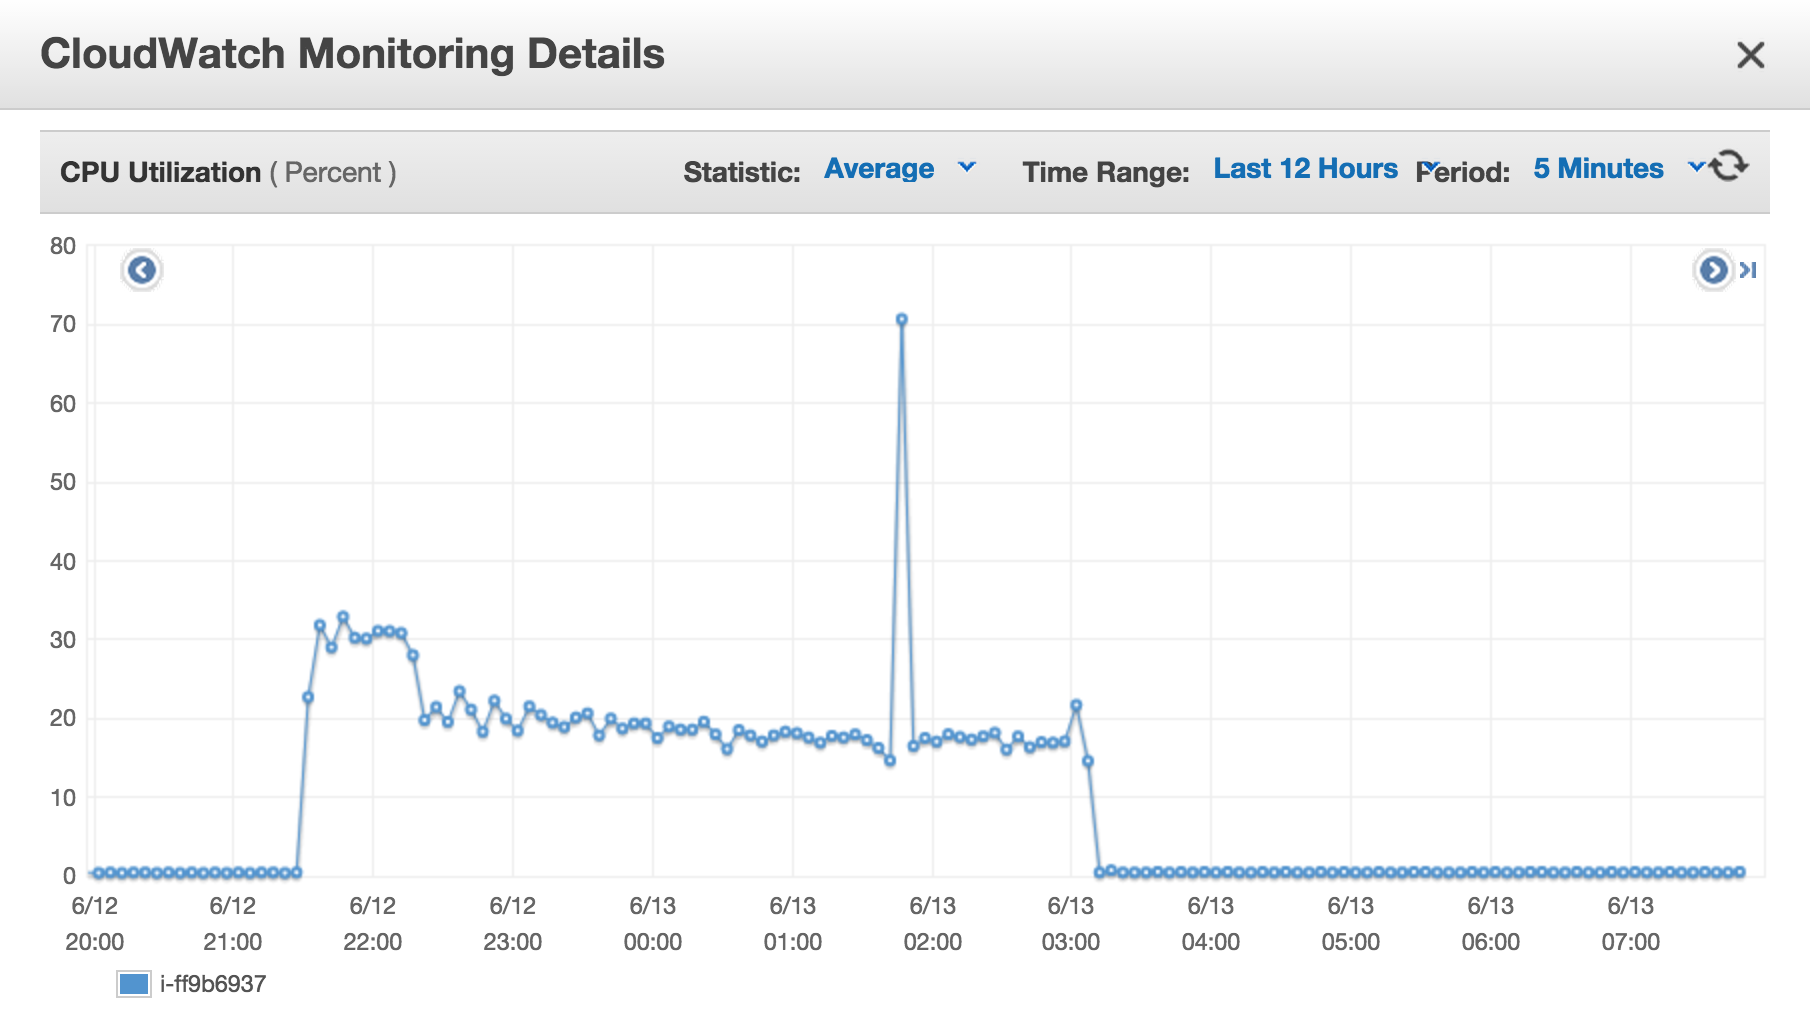 CloudWatch Monitoring Details
CPU Utilization ( Percent ) Statistic: Average Time Range: Last 12 Hours Period: 5 Minutes
80
70
60
50
40
30
20
10
0
6/12 6/12 6/12 6/12 6/13 6/13 6/13 6/13 6/13 6/13 6/13 6/13
20:00 21:00 22:00 23:00 00:00 01:00 02:00 03:00 04:00 05:00 06:00 07:00
i-ff9b6937